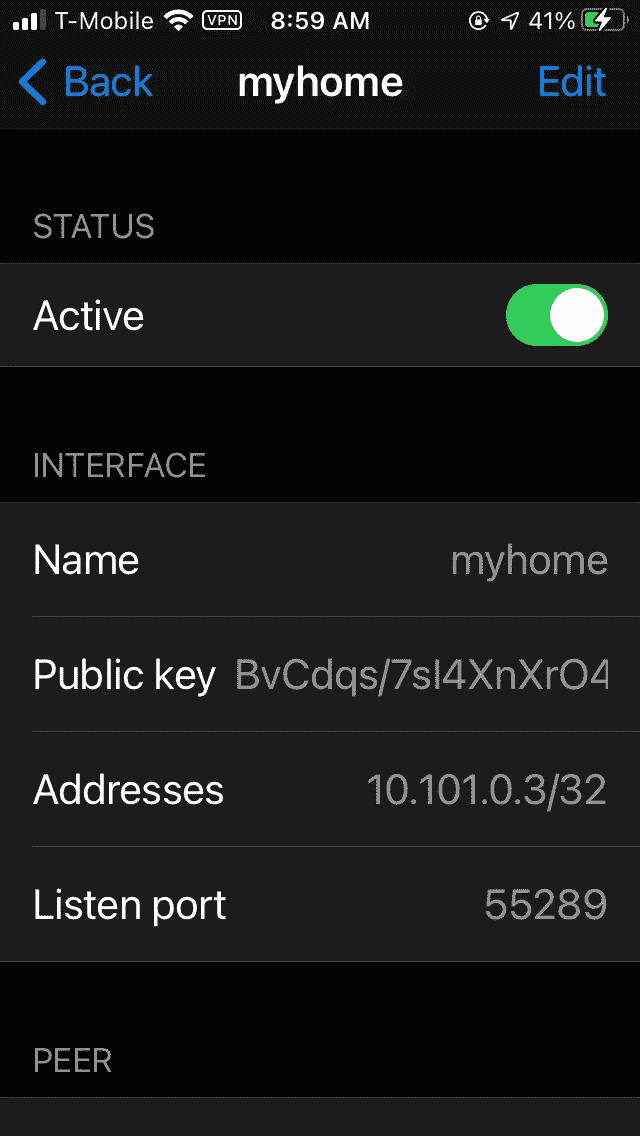 T-Mobile VPN 8:59 AM 41%
Back myhome Edit
STATUS
Active
INTERFACE
Name myhome
Public key BvCdqs/7sI4XnXrO4
Addresses 10.101.0.3/32
Listen port 55289
PEER